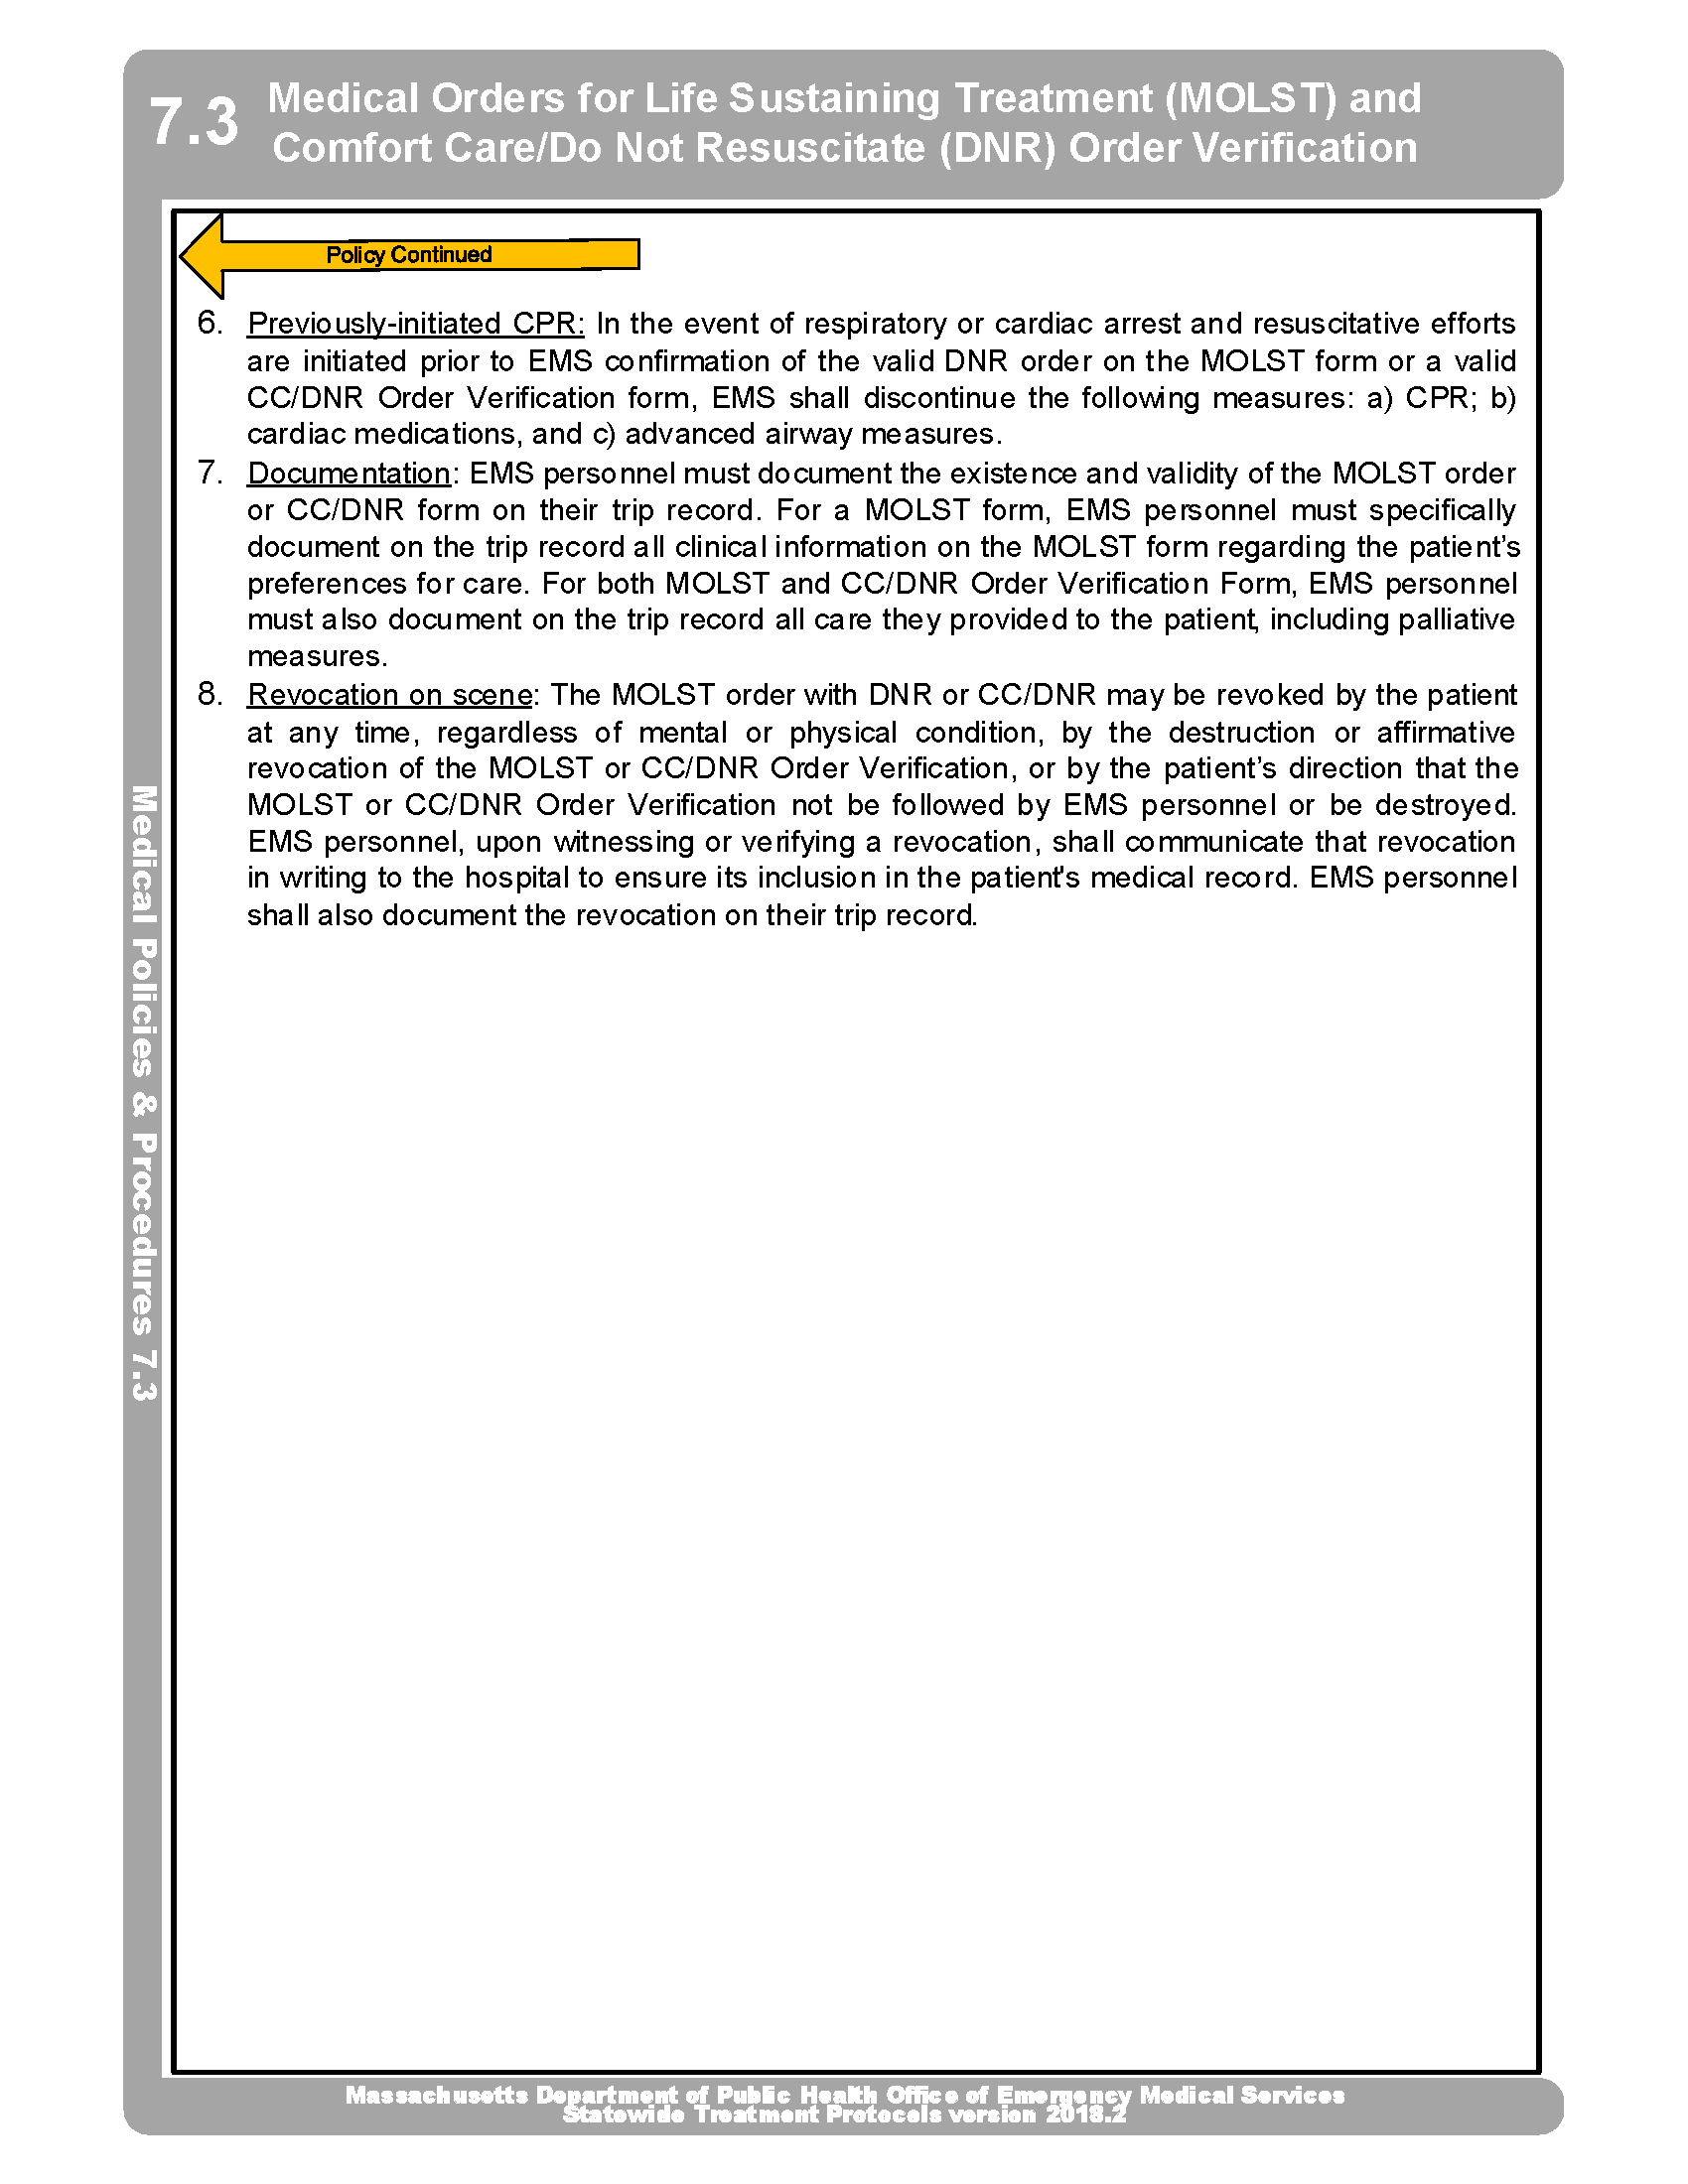 7.3
Medical Orders for Life Sustaining Treatment (MOLST) and
Comfort Care/Do Not Resuscitate (DNR) Order Verification
Policy Continued
6. Previously-initiated CPR: In the event of respiratory or cardiac arrest and resuscitative efforts
are initiated prior to EMS confirmation of the valid DNR order on the MOLST form or a valid
CC/DNR Order Verification form, EMS shall discontinue the following measures: a) CPR; b)
cardiac medications, and c) advanced airway measures.
7. Documentation: EMS personnel must document the existence and validity of the MOLST order
or CC/DNR form on their trip record. For a MOLST form, EMS personnel must specifically
document on the trip record all clinical information on the MOLST form regarding the patient’s
preferences for care. For both MOLST and CC/DNR Order Verification Form, EMS personnel
must also document on the trip record all care they provided to the patient, including palliative
measures.
8. Revocation on scene: The MOLST order with DNR or CC/DNR may be revoked by the patient
at any time, regardless of mental or physical condition, by the destruction or affirmative
revocation of the MOLST or CC/DNR Order Verification, or by the patient’s direction that the
MOLST or CC/DNR Order Verification not be followed by EMS personnel or be destroyed.
EMS personnel, upon witnessing or verifying a revocation, shall communicate that revocation
in writing to the hospital to ensure its inclusion in the patient's medical record. EMS personnel
shall also document the revocation on their trip record.
Medical Policies & Procedures 7.3
Massachusetts Department of Public Health Office of Emergency Medical Services
Statewide Treatment Protocols version 2018.2